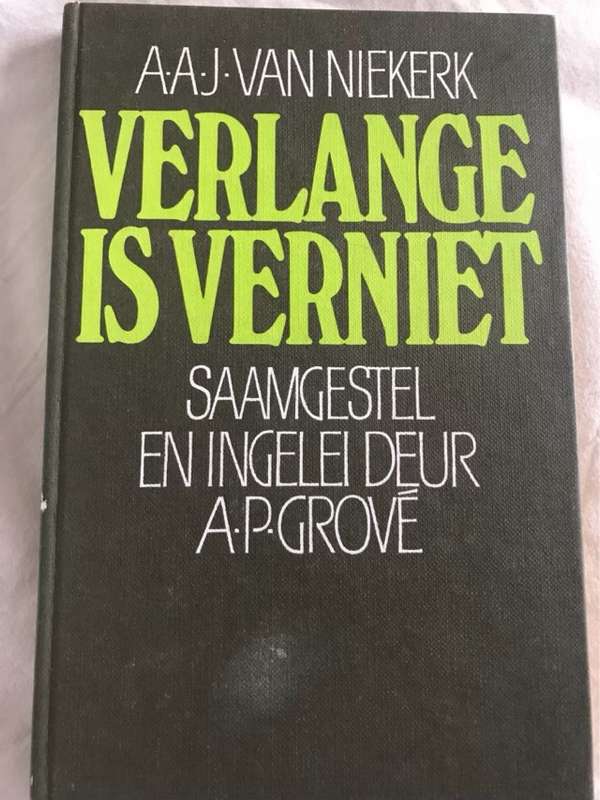 A·A·J·VAN NIEKERK
VERLANGE
IS VERNIET
SAAMGESTEL
EN INGELEI DEUR
A·P·GROVÉ